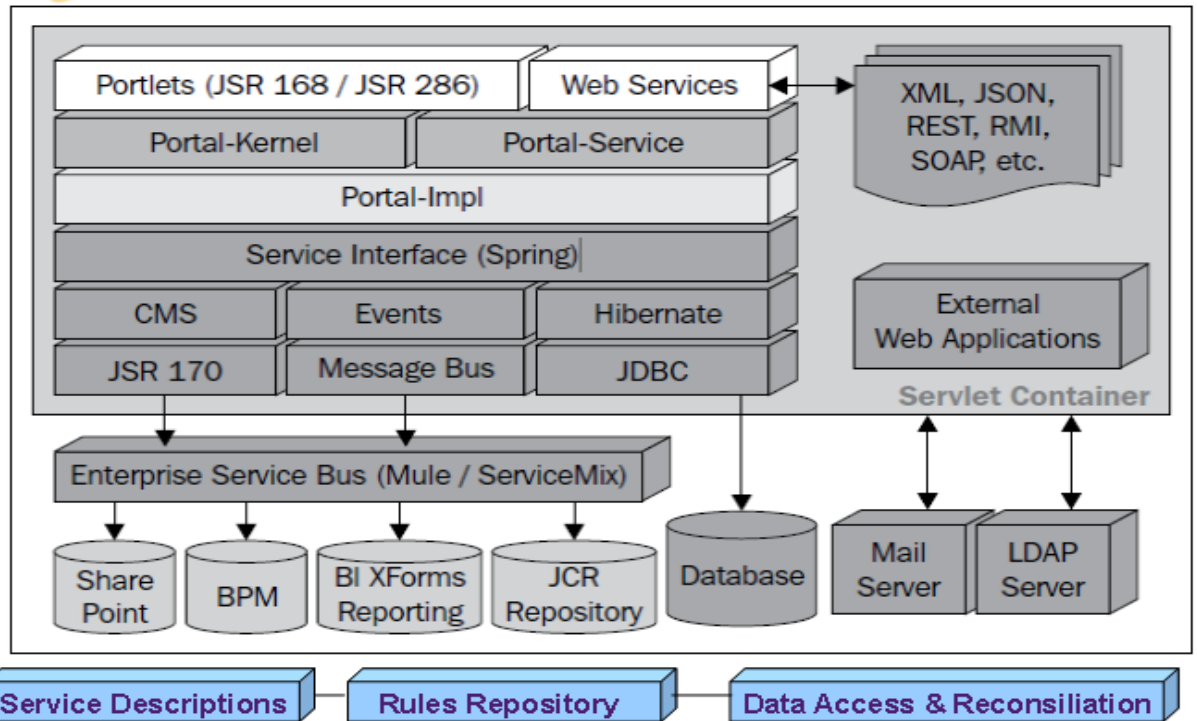 Portlets (JSR 168 / JSR 286)
Web Services
XML, JSON,
REST, RMI,
SOAP, etc.
Portal-Kernel
Portal-Service
Portal-Impl
Service Interface (Spring)
CMS
Events
Hibernate
External
Web Applications
JSR 170
Message Bus
JDBC
Servlet Container
Enterprise Service Bus (Mule / ServiceMix)
Share
Point
BPM
BI XForms
Reporting
JCR
Repository
Database
Mail
Server
LDAP
Server
Service Descriptions
Rules Repository
Data Access & Reconsiliation